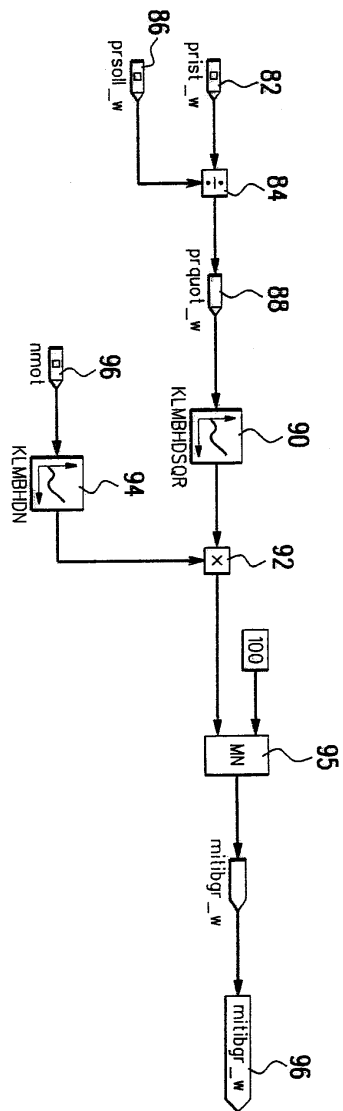 86
prsoll_w
82
prist_w
84
÷
88
prquot_w
90
KLMBHDSQR
96
nmot
94
KLMBHDN
92
×
100
95
MN
mitibgr_w
mitibgr_w
96